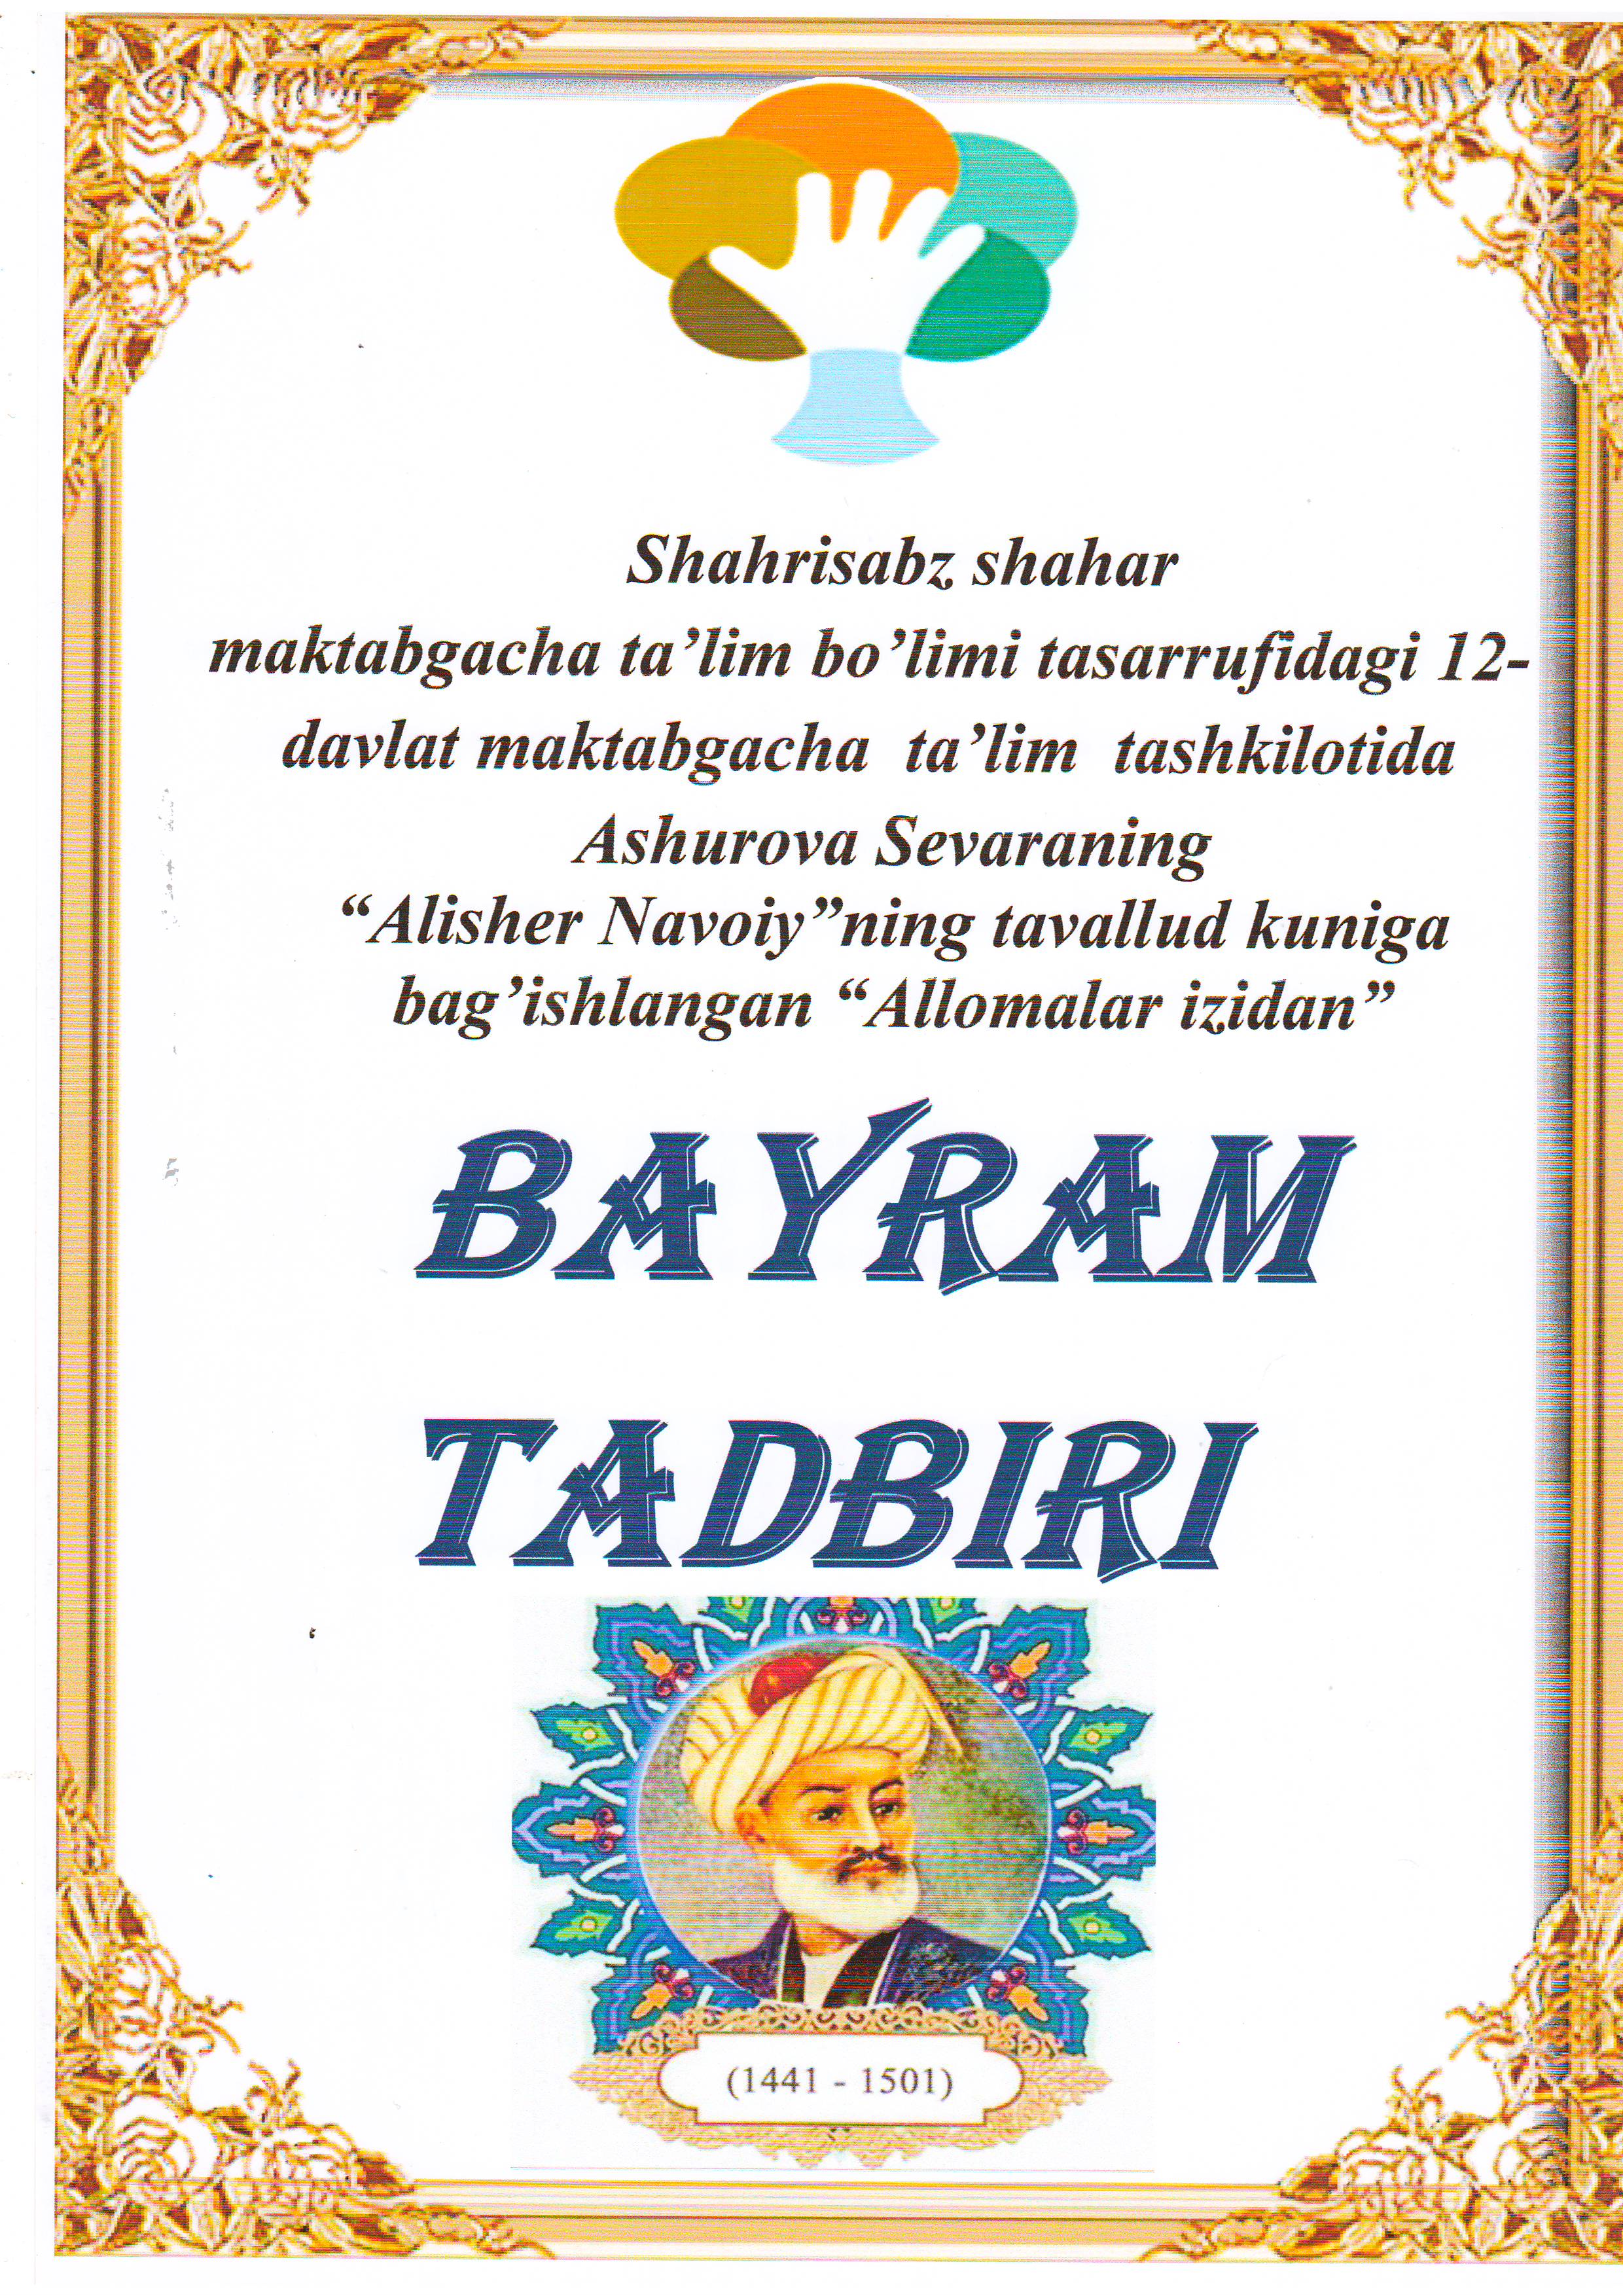 Shahrisabz shahar
maktabgacha ta’lim bo’limi tasarrufidagi 12-
davlat maktabgacha ta’lim tashkilotida
Ashurova Sevaraning
“Alisher Navoiy”ning tavallud kuniga
bag’ishlangan “Allomalar izidan”
BAYRAM
TADBIRI
(1441 - 1501)